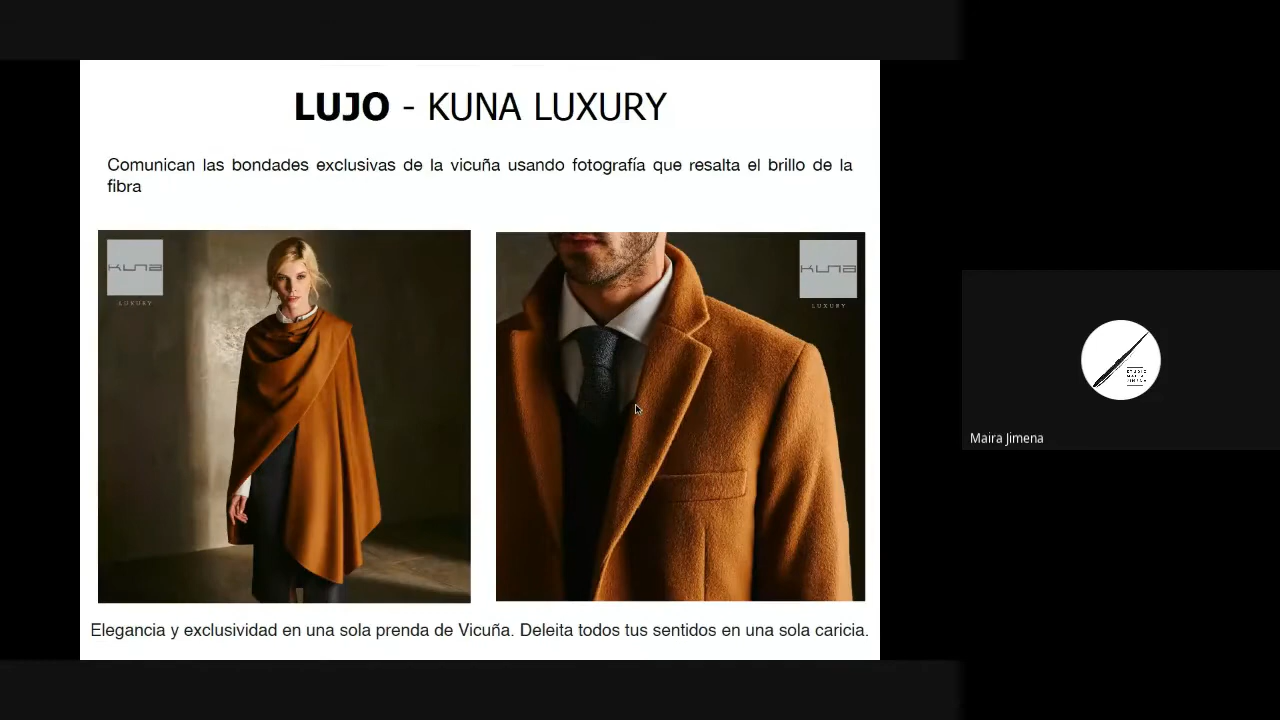 LUJO - KUNA LUXURY
Comunican las bondades exclusivas de la vicuña usando fotografía que resalta el brillo de la
fibra
KUNA
LUXURY
KUNA
LUXURY
Elegancia y exclusividad en una sola prenda de Vicuña. Deleita todos tus sentidos en una sola caricia.
Maira Jimena